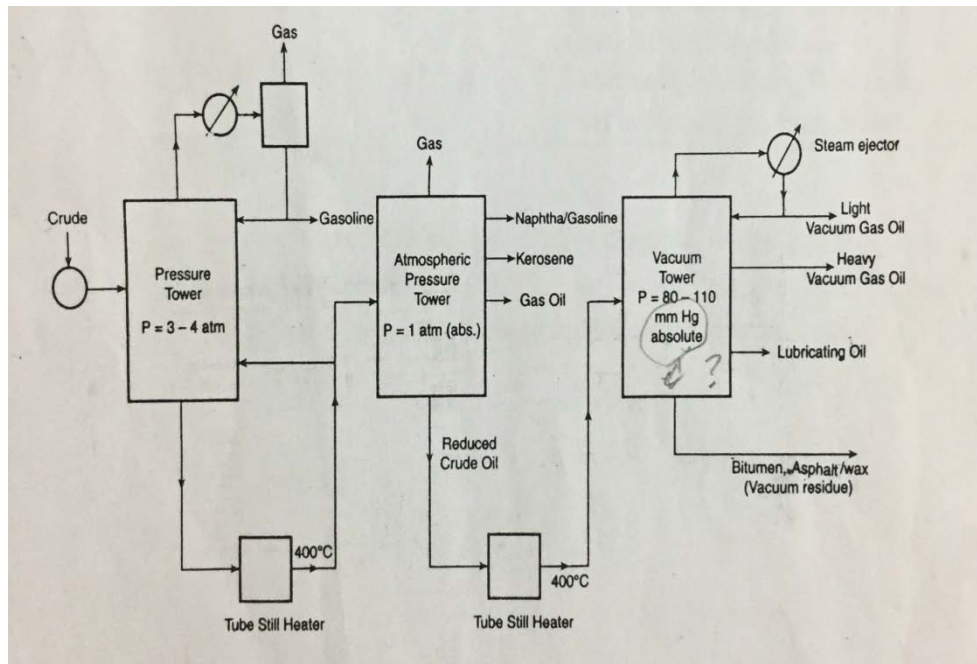 Gas
Crude
Pressure
Tower
P = 3 – 4 atm
Gasoline
400°C
Tube Still Heater
Gas
Atmospheric
Pressure
Tower
P = 1 atm (abs.)
Naphtha/Gasoline
Kerosene
Gas Oil
Reduced
Crude Oil
400°C
Tube Still Heater
Steam ejector
Vacuum
Tower
P = 80 – 110
mm Hg
absolute
?
Light
Vacuum Gas Oil
Heavy
Vacuum Gas Oil
Lubricating Oil
Bitumen, Asphalt/wax
(Vacuum residue)